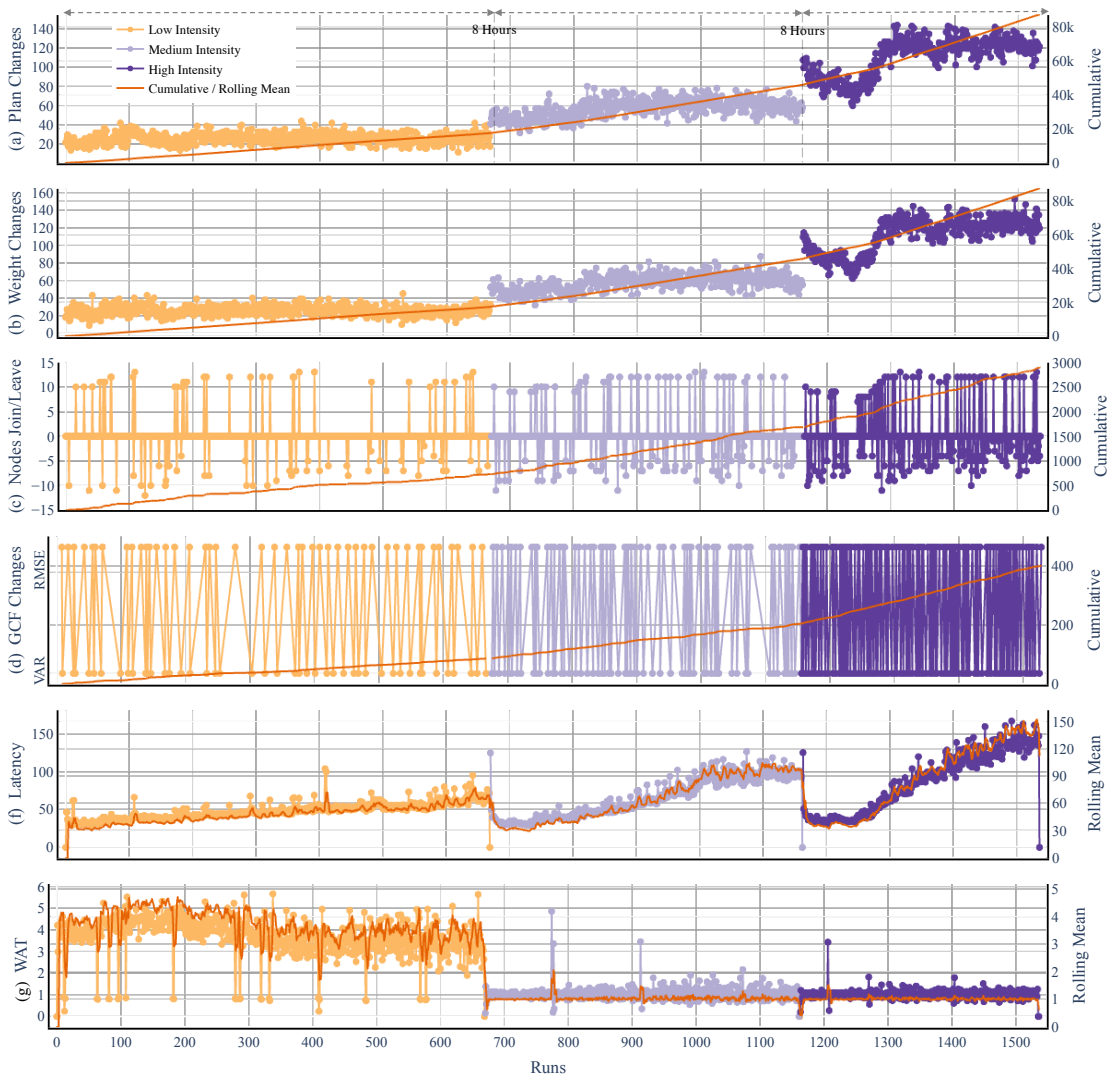 8 Hours
8 Hours
Low Intensity
Medium Intensity
High Intensity
Cumulative / Rolling Mean
(a) Plan Changes
140
120
100
80
60
40
20
80k
60k
40k
20k
0
Cumulative
(b) Weight Changes
160
140
120
100
80
60
40
20
0
80k
60k
40k
20k
0
Cumulative
(c) Nodes Join/Leave
15
10
5
0
−5
−10
−15
3000
2500
2000
1500
1000
500
0
Cumulative
(d) GCF Changes
RMSE
VAR
400
200
0
Cumulative
(f) Latency
150
100
50
0
150
120
90
60
30
0
Rolling Mean
(g) WAT
6
5
4
3
2
1
0
5
4
3
2
1
0
Rolling Mean
0 100 200 300 400 500 600 700 800 900 1000 1100 1200 1300 1400 1500
Runs